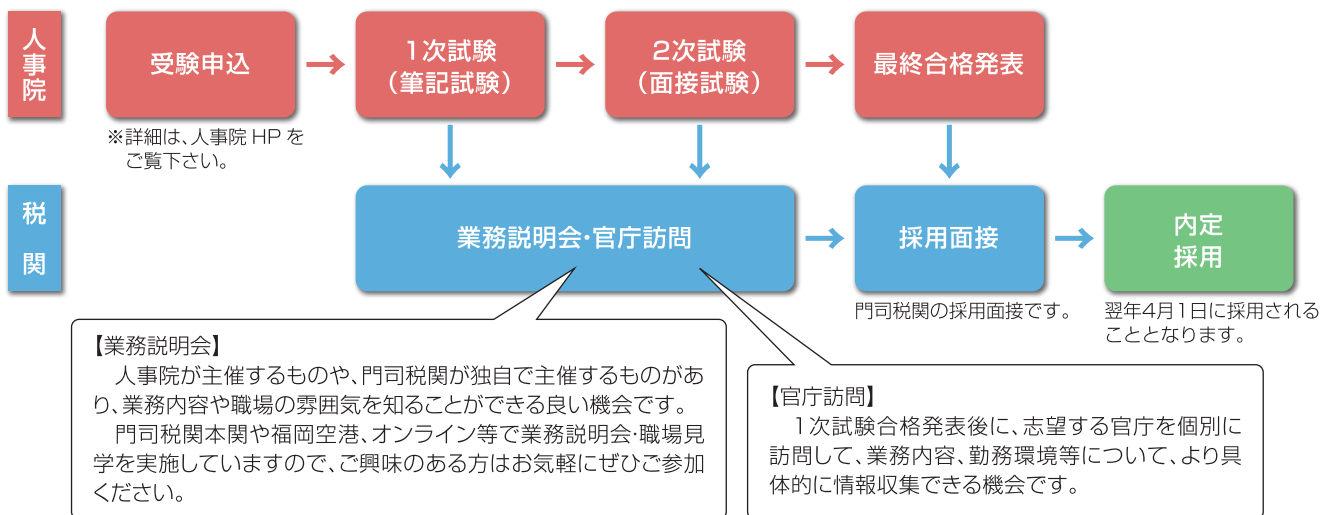 人事院
受験申込
1次試験
（筆記試験）
2次試験
（面接試験）
最終合格発表
※詳細は、人事院 HP を
ご覧下さい。
税関
業務説明会・官庁訪問
採用面接
内定
採用
門司税関の採用面接です。
翌年4月1日に採用される
こととなります。
【業務説明会】
　人事院が主催するものや、門司税関が独自で主催するものがあ
り、業務内容や職場の雰囲気を知ることができる良い機会です。
　門司税関本関や福岡空港、オンライン等で業務説明会・職場見
学を実施していますので、ご興味のある方はお気軽にぜひご参加
ください。
【官庁訪問】
　1次試験合格発表後に、志望する官庁を個別に
訪問して、業務内容、勤務環境等について、より具
体的に情報収集できる機会です。